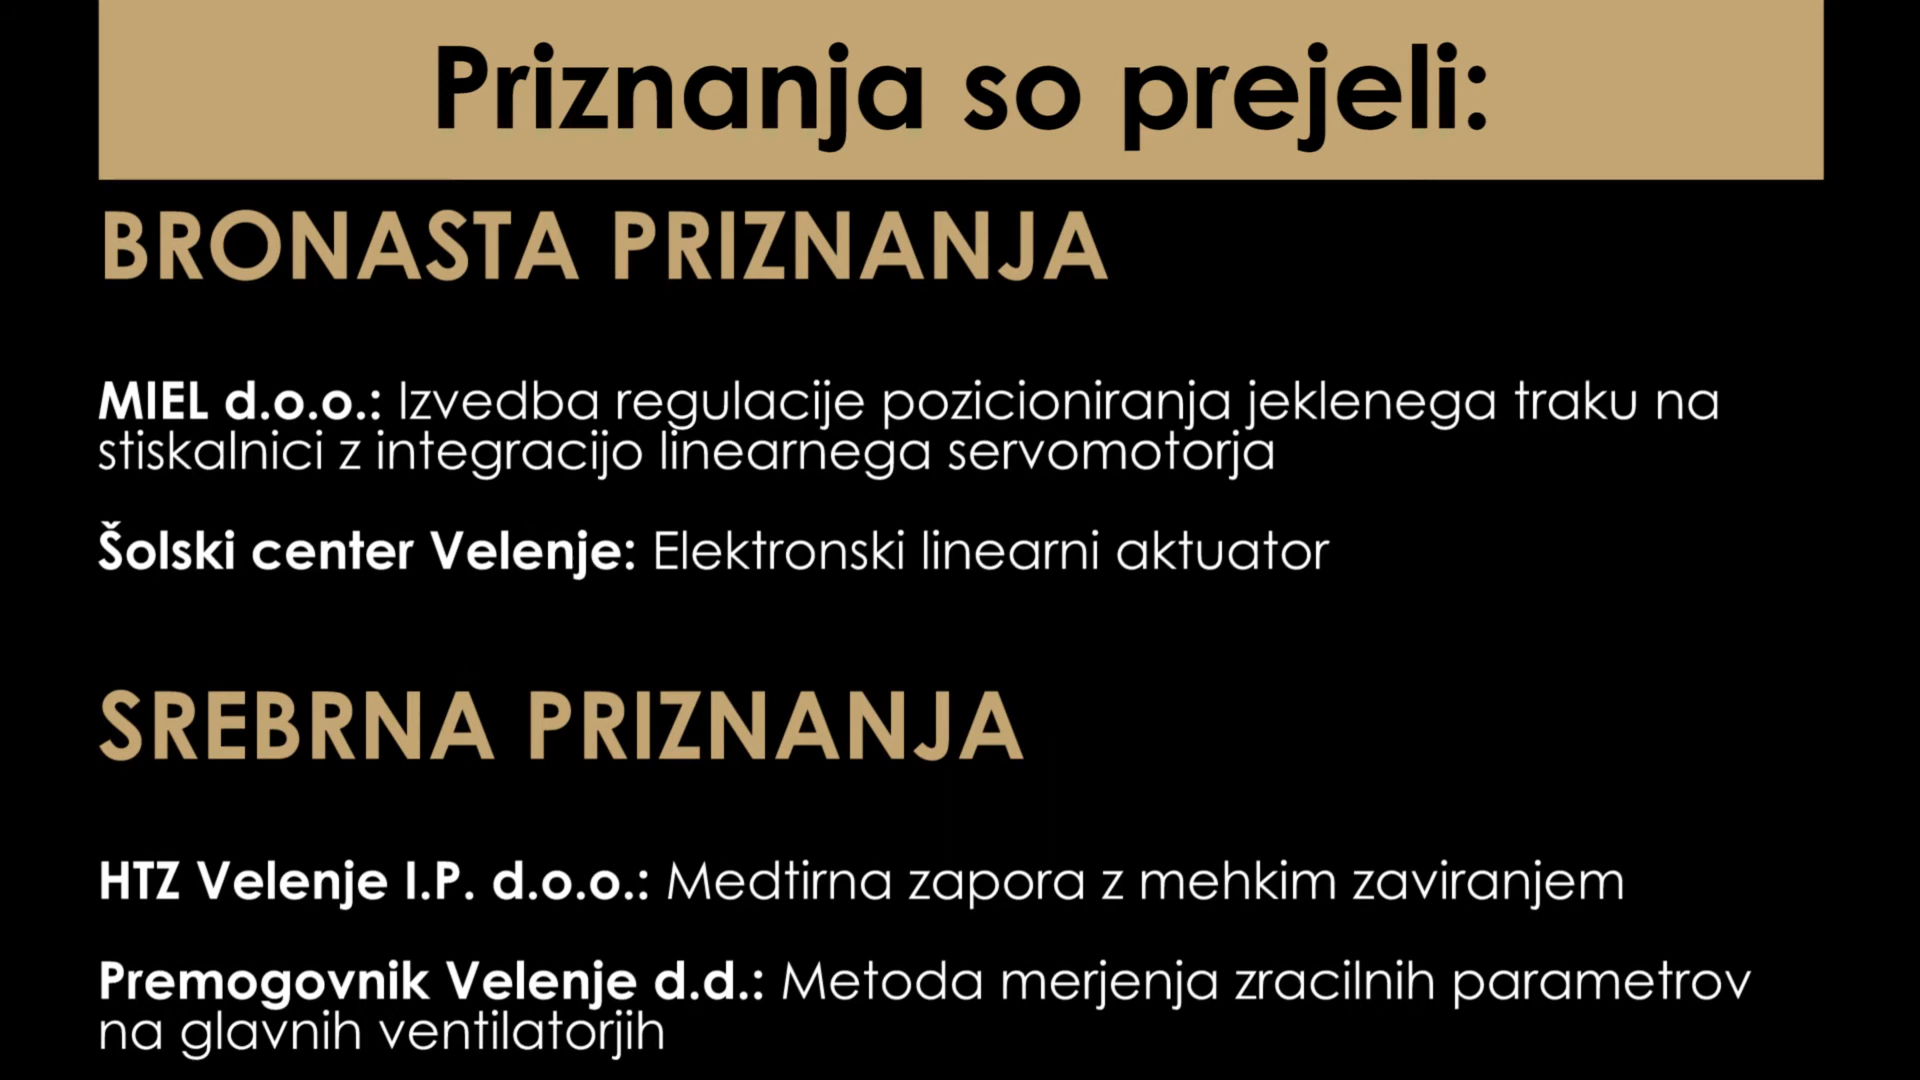 Priznanja so prejeli:
BRONASTA PRIZNANJA
MIEL d.o.o.: Izvedba regulacije pozicioniranja jeklenega traku na
stiskalnici z integracijo linearnega servomotorja
Šolski center Velenje: Elektronski linearni aktuator
SREBRNA PRIZNANJA
HTZ Velenje I.P. d.o.o.: Medtirna zapora z mehkim zaviranjem
Premogovnik Velenje d.d.: Metoda merjenja zracilnih parametrov
na glavnih ventilatorjih